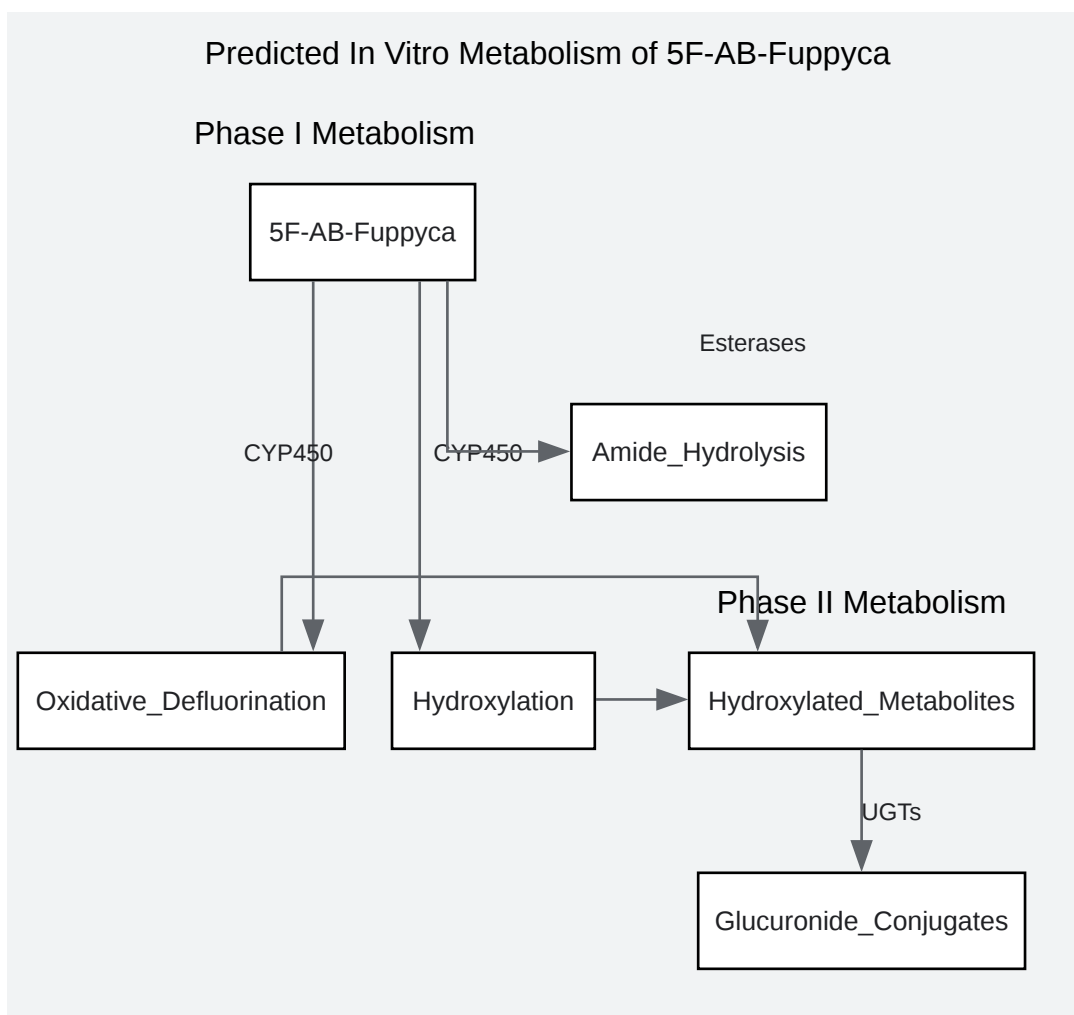 Predicted In Vitro Metabolism of 5F-AB-Fuppyca
Phase I Metabolism
5F-AB-Fuppyca
Esterases
CYP450
CYP450
Amide_Hydrolysis
Phase II Metabolism
Oxidative_Defluorination
Hydroxylation
Hydroxylated_Metabolites
UGTs
Glucuronide_Conjugates